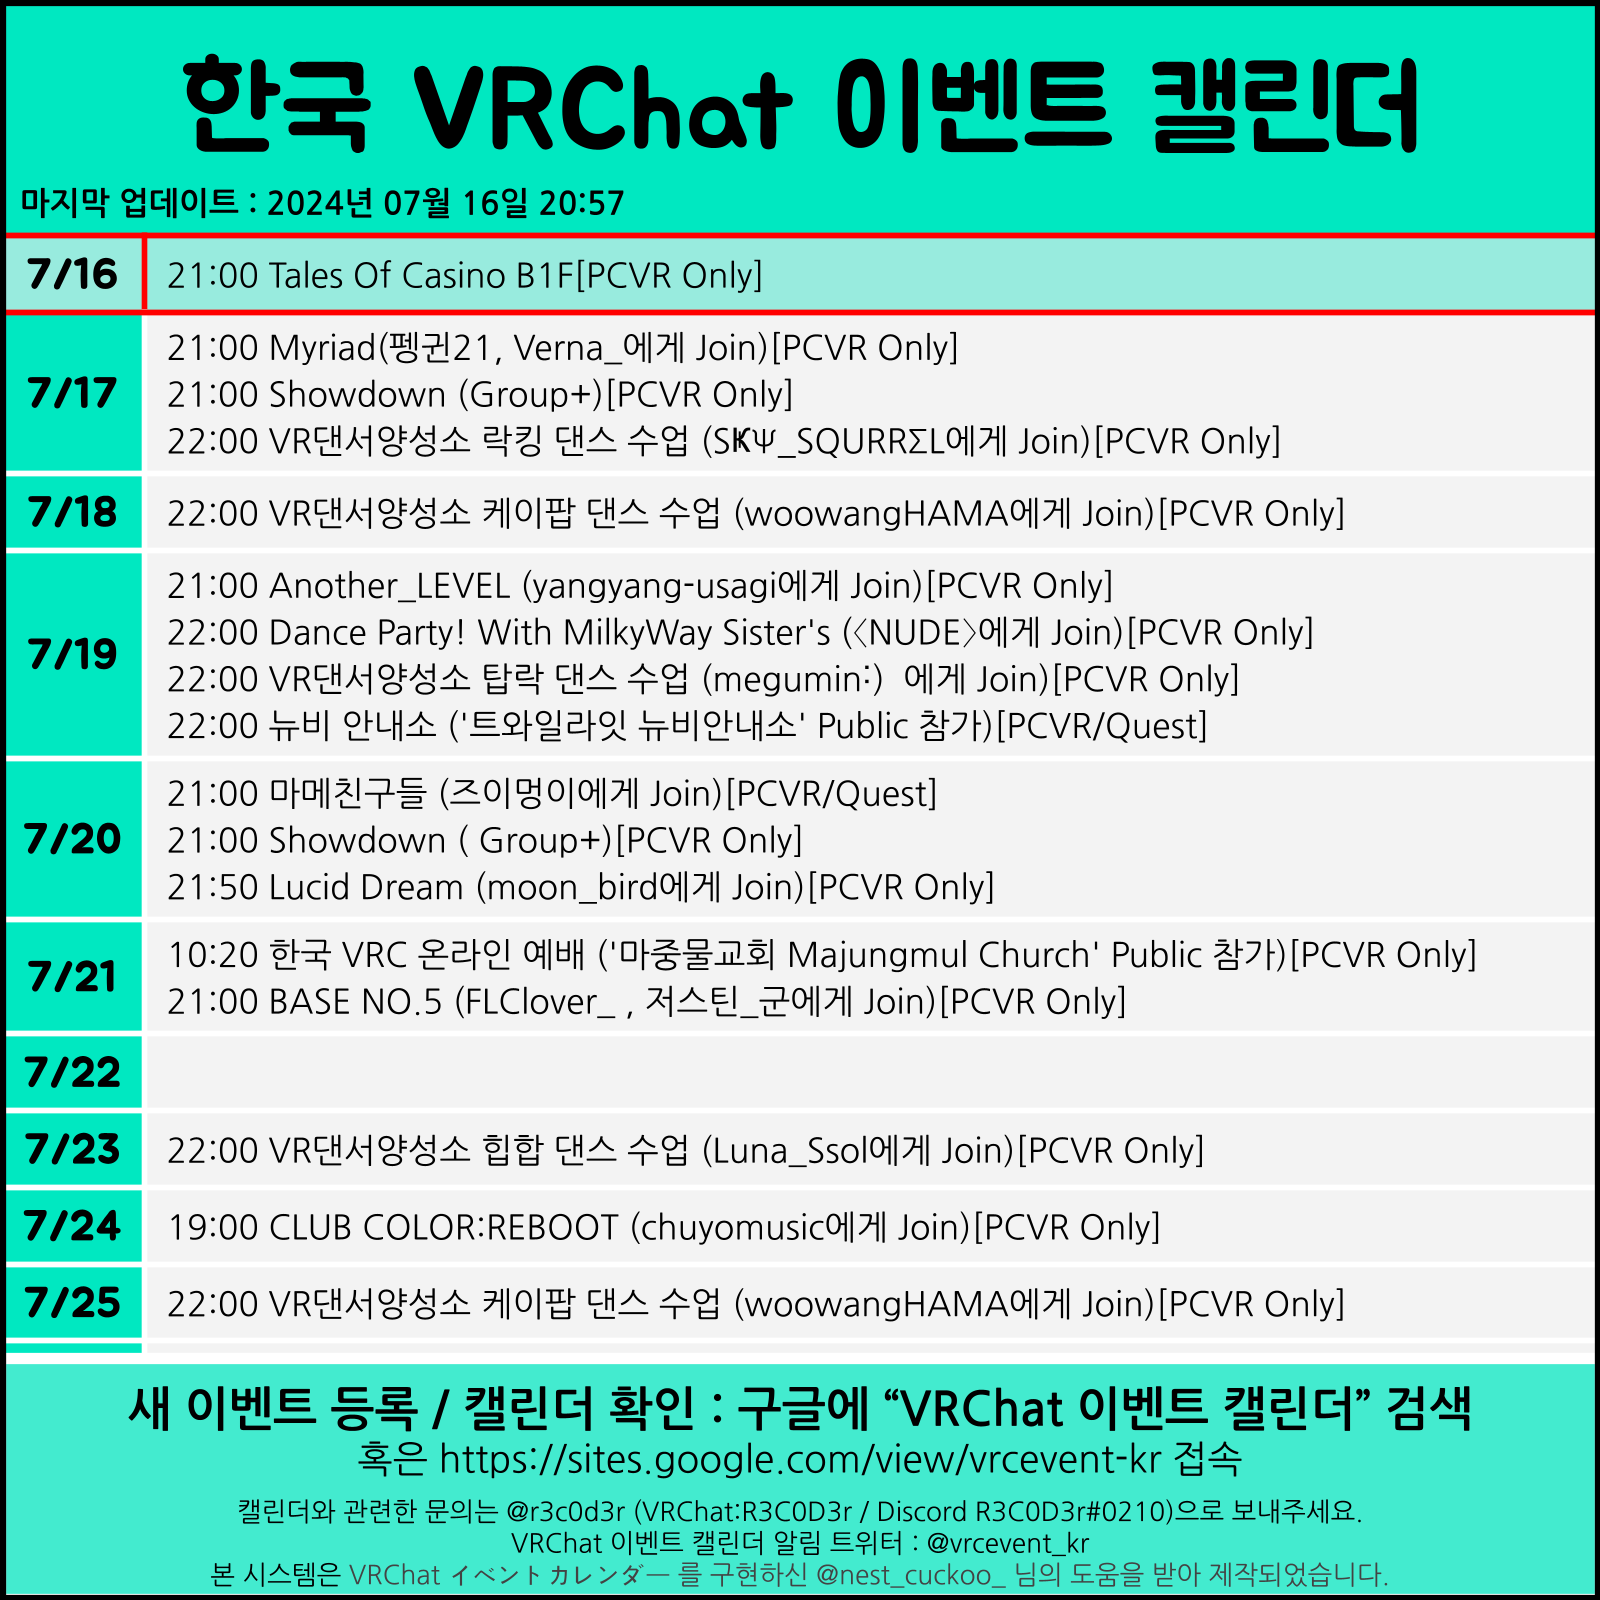 한국 VRChat 이벤트 캘린더
마지막 업데이트 : 2024년 07월 16일 20:57
7/16
21:00 Tales Of Casino B1F[PCVR Only]
7/17
21:00 Myriad(펭귄21, Verna_에게 Join)[PCVR Only]
21:00 Showdown (Group+)[PCVR Only]
22:00 VR댄서양성소 락킹 댄스 수업 (SҜΨ_SQURRΣL에게 Join)[PCVR Only]
7/18
22:00 VR댄서양성소 케이팝 댄스 수업 (woowangHAMA에게 Join)[PCVR Only]
7/19
21:00 Another_LEVEL (yangyang-usagi에게 Join)[PCVR Only]
22:00 Dance Party! With MilkyWay Sister's (〈NUDE〉에게 Join)[PCVR Only]
22:00 VR댄서양성소 탑락 댄스 수업 (megumin:)  에게 Join)[PCVR Only]
22:00 뉴비 안내소 ('트와일라잇 뉴비안내소' Public 참가)[PCVR/Quest]
7/20
21:00 마메친구들 (즈이멍이에게 Join)[PCVR/Quest]
21:00 Showdown ( Group+)[PCVR Only]
21:50 Lucid Dream (moon_bird에게 Join)[PCVR Only]
7/21
10:20 한국 VRC 온라인 예배 ('마중물교회 Majungmul Church' Public 참가)[PCVR Only]
21:00 BASE NO.5 (FLClover_ , 저스틴_군에게 Join)[PCVR Only]
7/22
7/23
22:00 VR댄서양성소 힙합 댄스 수업 (Luna_Ssol에게 Join)[PCVR Only]
7/24
19:00 CLUB COLOR:REBOOT (chuyomusic에게 Join)[PCVR Only]
7/25
22:00 VR댄서양성소 케이팝 댄스 수업 (woowangHAMA에게 Join)[PCVR Only]
새 이벤트 등록 / 캘린더 확인 : 구글에 “VRChat 이벤트 캘린더” 검색
혹은 https://sites.google.com/view/vrcevent-kr 접속
캘린더와 관련한 문의는 @r3c0d3r (VRChat:R3C0D3r / Discord R3C0D3r#0210)으로 보내주세요.
VRChat 이벤트 캘린더 알림 트위터 : @vrcevent_kr
본 시스템은 VRChat イベントカレンダー 를 구현하신 @nest_cuckoo_ 님의 도움을 받아 제작되었습니다.